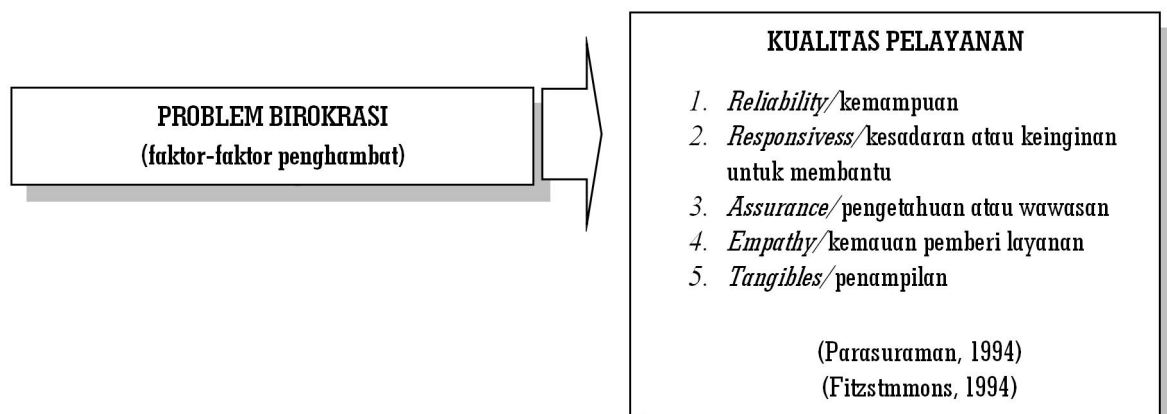 PROBLEM BIROKRASI
(faktor-faktor penghambat)
KUALITAS PELAYANAN
1. Reliability/kemampuan
2. Responsivess/kesadaran atau keinginan
untuk membantu
3. Assurance/pengetahuan atau wawasan
4. Empathy/kemauan pemberi layanan
5. Tangibles/penampilan
(Parasuraman, 1994)
(Fitzstmmons, 1994)